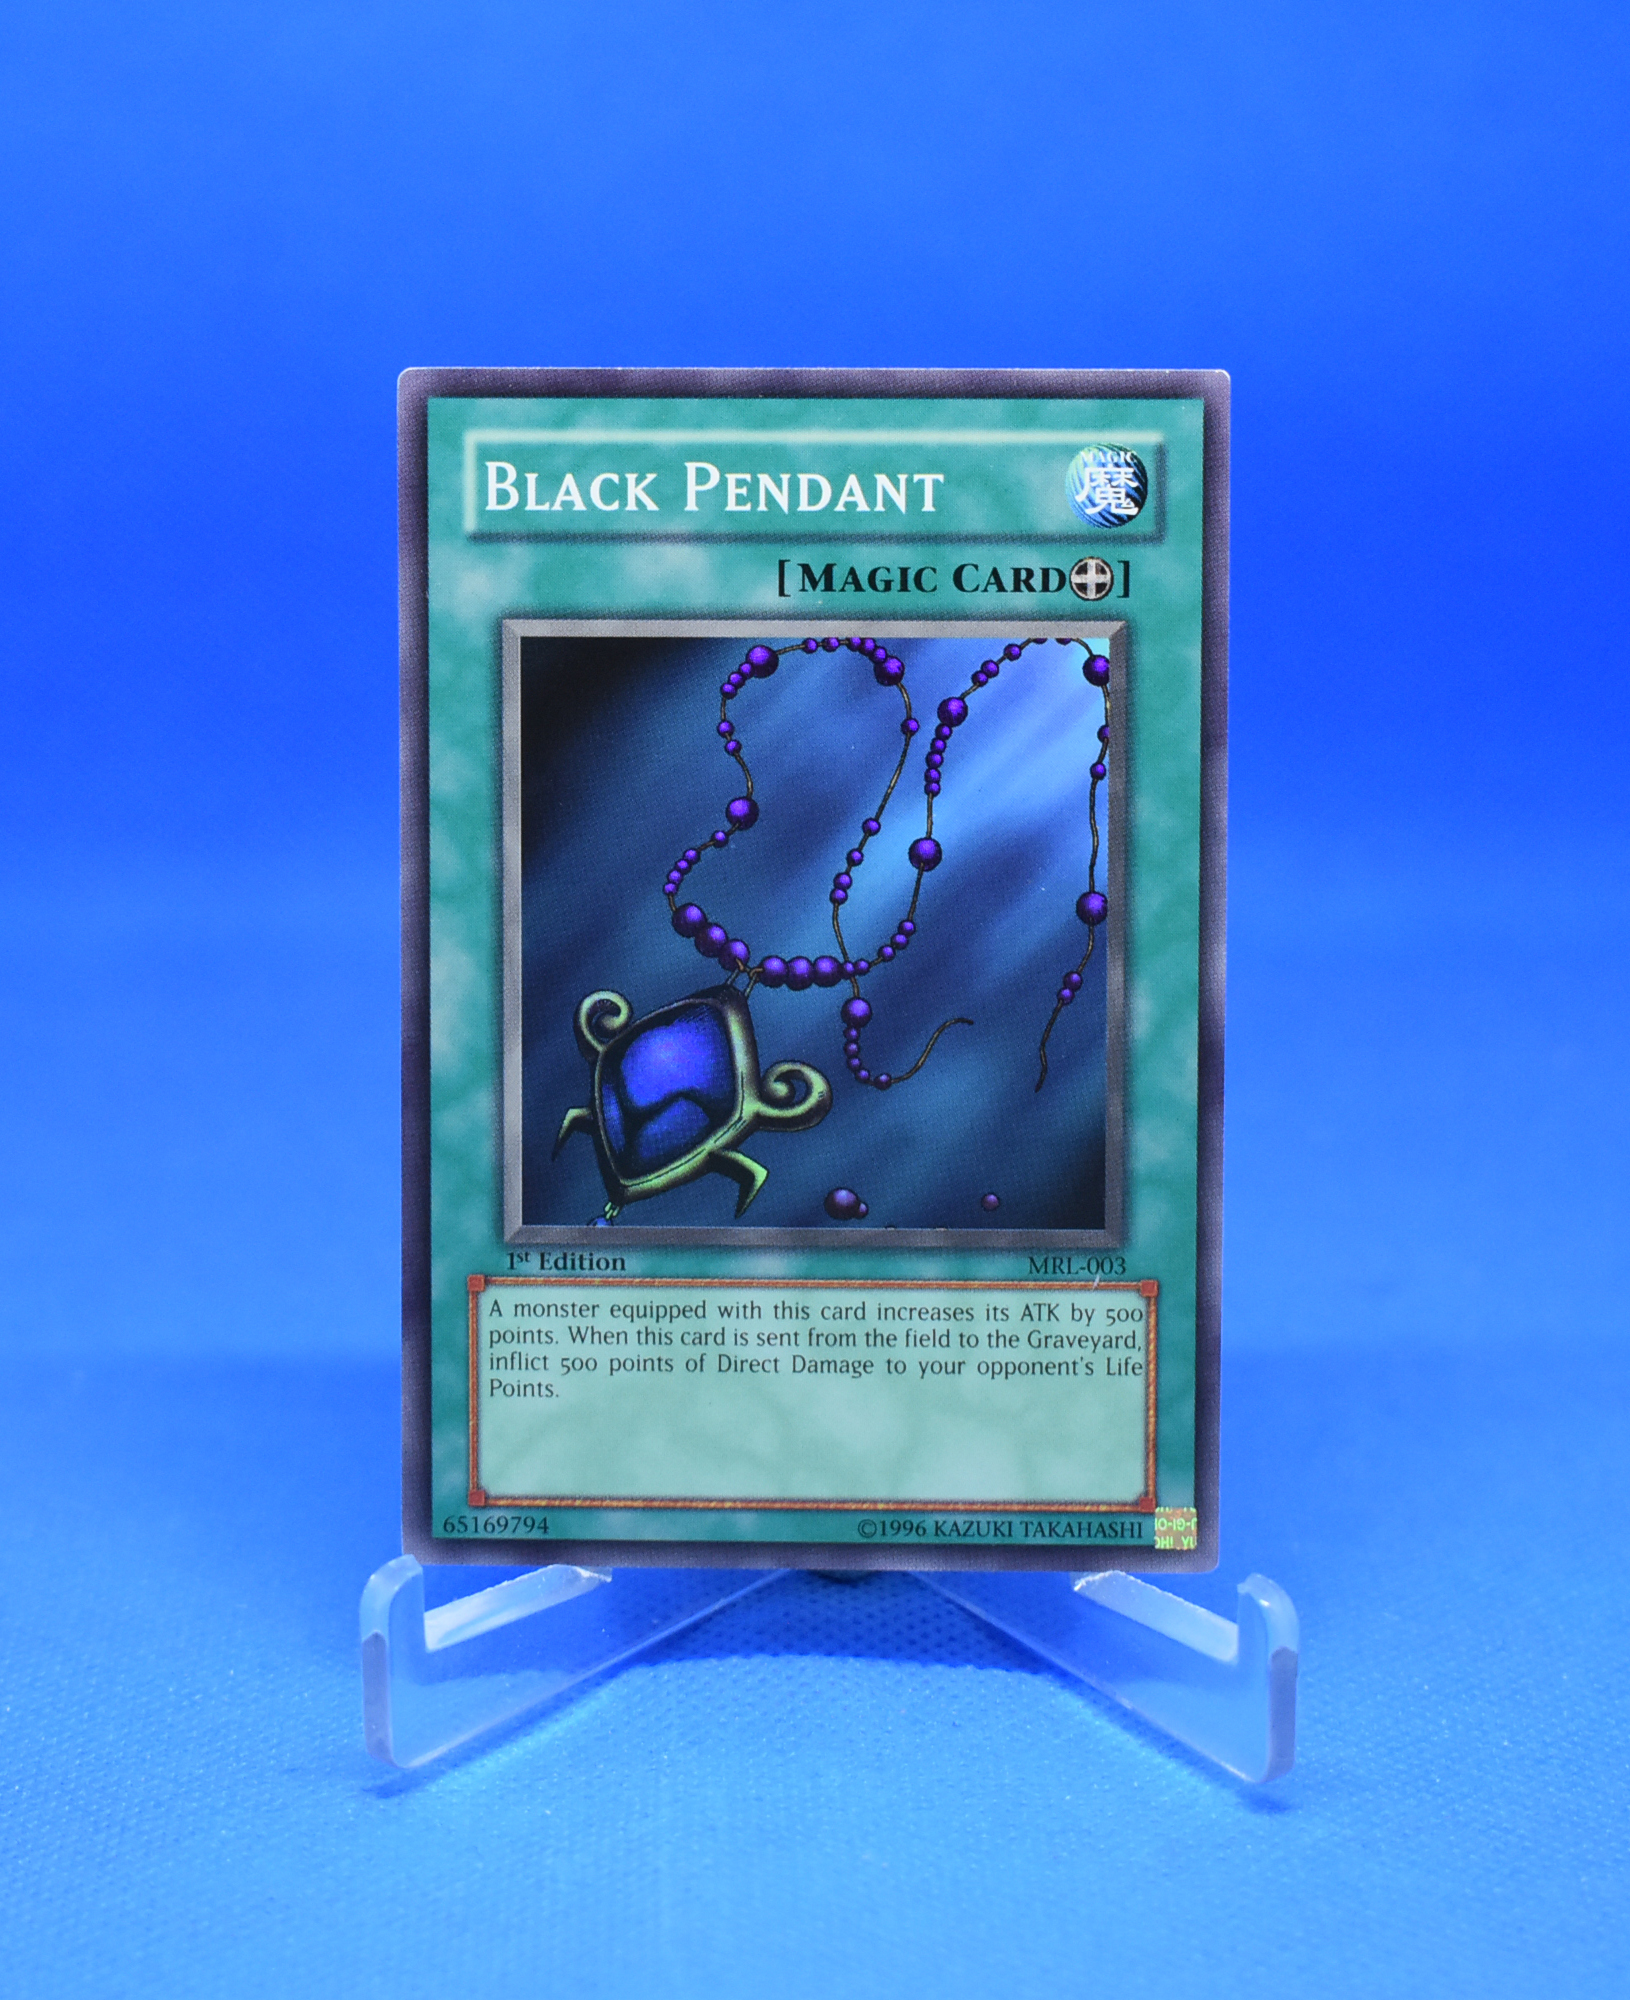 BLACK PENDANT
MAGIC
魔
[MAGIC CARD]
1st Edition
MRL-003
A monster equipped with this card increases its ATK by 500
points. When this card is sent from the field to the Graveyard,
inflict 500 points of Direct Damage to your opponent's Life
Points.
65169794
©1996 KAZUKI TAKAHASHI